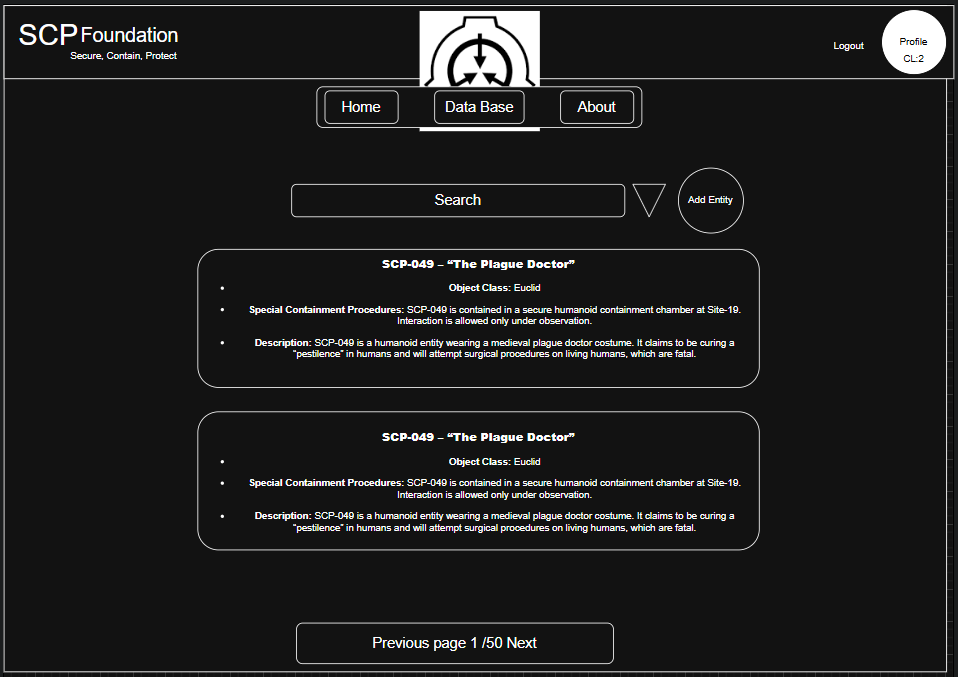 SCP Foundation
Secure, Contain, Protect
Logout
Profile
CL:2
Home
Data Base
About
Search
Add Entity
SCP-049 – “The Plague Doctor”
• Object Class: Euclid
• Special Containment Procedures: SCP-049 is contained in a secure humanoid containment chamber at Site-19.
Interaction is allowed only under observation.
• Description: SCP-049 is a humanoid entity wearing a medieval plague doctor costume. It claims to be curing a
“pestilence” in humans and will attempt surgical procedures on living humans, which are fatal.
SCP-049 – “The Plague Doctor”
• Object Class: Euclid
• Special Containment Procedures: SCP-049 is contained in a secure humanoid containment chamber at Site-19.
Interaction is allowed only under observation.
• Description: SCP-049 is a humanoid entity wearing a medieval plague doctor costume. It claims to be curing a
“pestilence” in humans and will attempt surgical procedures on living humans, which are fatal.
Previous page 1 /50 Next